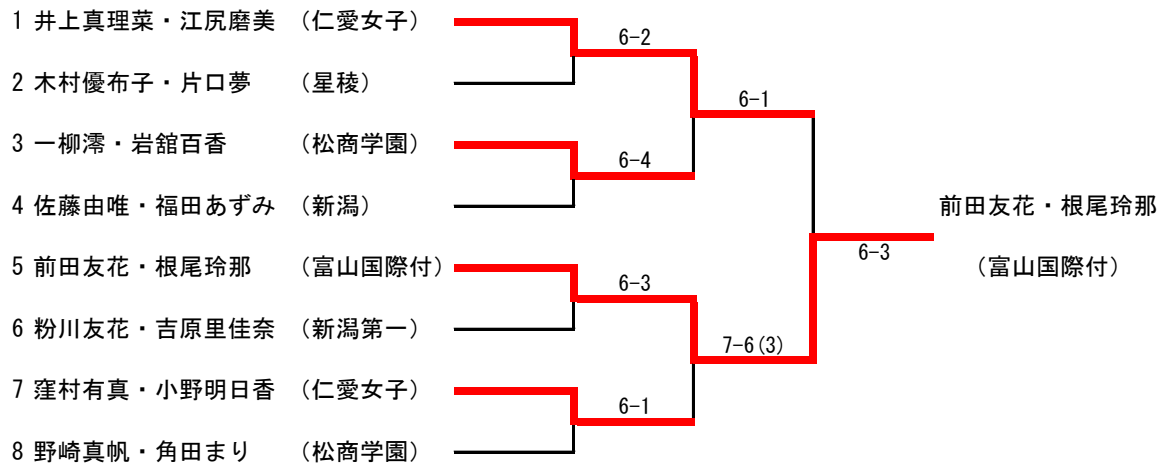 1 井上真理菜・江尻磨美 （仁愛女子）
6-2
2 木村優布子・片口夢 （星稜）
6-1
3 一柳澪・岩舘百香 （松商学園）
6-4
4 佐藤由唯・福田あずみ （新潟）
前田友花・根尾玲那
6-3
5 前田友花・根尾玲那 （富山国際付）
（富山国際付）
6-3
6 粉川友花・吉原里佳奈 （新潟第一）
7-6(3)
7 窪村有真・小野明日香 （仁愛女子）
6-1
8 野崎真帆・角田まり （松商学園）